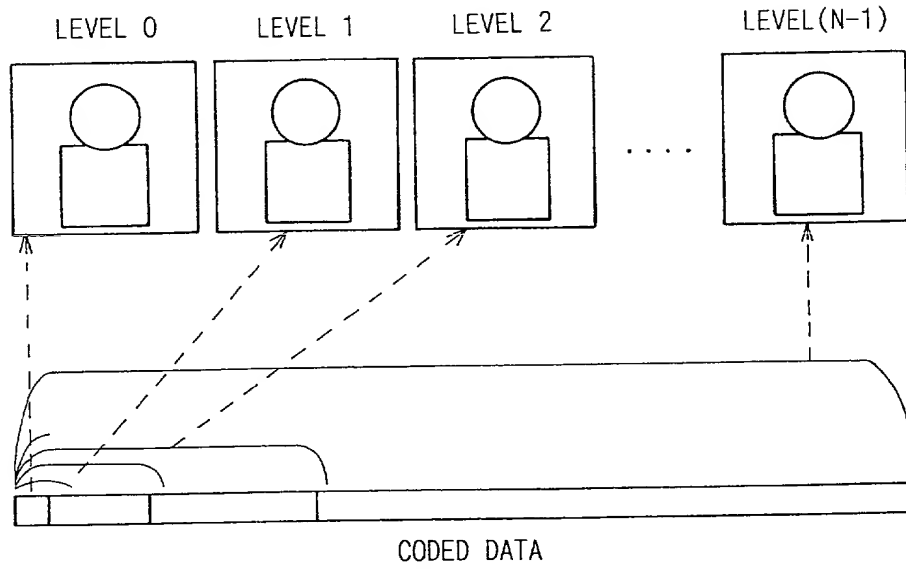 LEVEL 0 LEVEL 1 LEVEL 2 LEVEL(N-1)
. . . .
CODED DATA